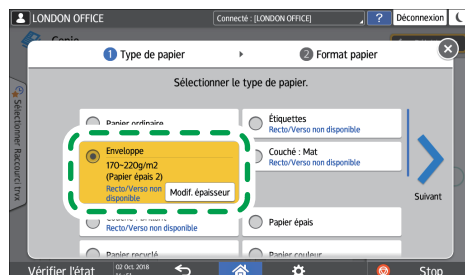 LONDON OFFICE
Connecté : [LONDON OFFICE]
?
Déconnexion
Copie
1 Type de papier
2 Format papier
Sélectionner le type de papier.
Sélectionner Raccourci trvx
Papier ordinaire
Étiquettes
Recto/Verso non disponible
Enveloppe
170~220g/m2
(Papier épais 2)
Recto/Verso non
disponible
Modif. épaisseur
Couché : Mat
Recto/Verso non disponible
Suivant
Couché : Brillant
Recto/Verso non disponible
Papier épais
Papier recyclé
Papier couleur
Vérifier l'état
02 Oct. 2018
Stop